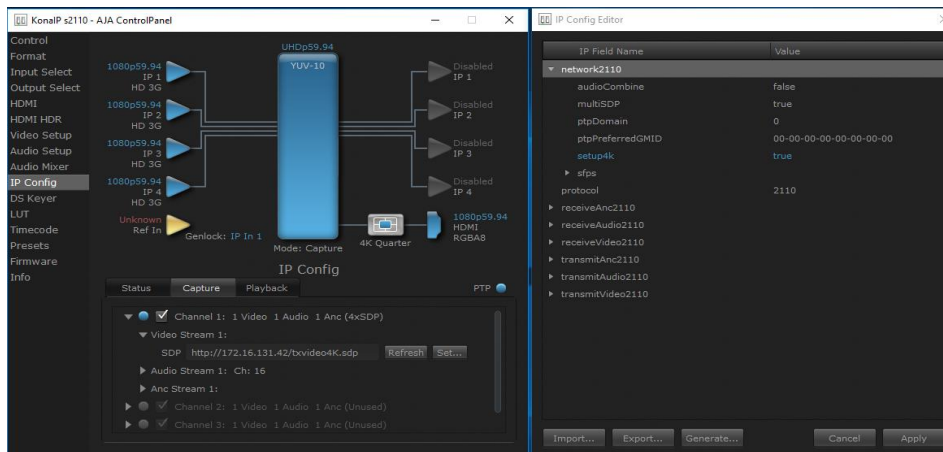 KonaIP s2110 - AJA ControlPanel
Control
Format
Input Select
Output Select
HDMI
HDMI HDR
Video Setup
Audio Setup
Audio Mixer
IP Config
DS Keyer
LUT
Timecode
Presets
Firmware
Info
UHDp59.94
YUV-10
1080p59.94
IP 1
HD 3G
1080p59.94
IP 2
HD 3G
1080p59.94
IP 3
HD 3G
1080p59.94
IP 4
HD 3G
Unknown
Ref In
Genlock: IP In 1
Mode: Capture
Disabled
IP 1
Disabled
IP 2
Disabled
IP 3
Disabled
IP 4
4K Quarter
1080p59.94
HDMI
RGBA8
IP Config
Status Capture Playback PTP
Channel 1: 1 Video 1 Audio 1 Anc (4xSDP)
Video Stream 1:
SDP http://172.16.131.42/txvideo4K.sdp Refresh Set...
Audio Stream 1: Ch: 16
Anc Stream 1:
Channel 2: 1 Video 1 Audio 1 Anc (Unused)
Channel 3: 1 Video 1 Audio 1 Anc (Unused)
IP Config Editor
IP Field Name Value
network2110
audioCombine false
multiSDP true
ptpDomain 0
ptpPreferredGMID 00-00-00-00-00-00-00-00
setup4k true
sfps
protocol 2110
receiveAnc2110
receiveAudio2110
receiveVideo2110
transmitAnc2110
transmitAudio2110
transmitVideo2110
Import... Export... Generate... Cancel Apply